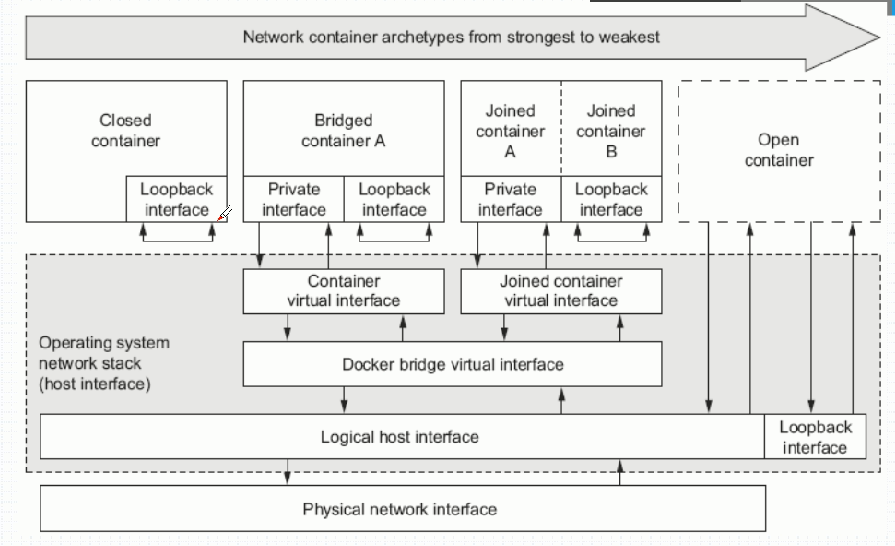 Network container archetypes from strongest to weakest
Closed
container
Loopback
interface
Bridged
container A
Private
interface
Loopback
interface
Joined
container
A
Joined
container
B
Private
interface
Loopback
interface
Open
container
Container
virtual interface
Joined container
virtual interface
Operating system
network stack
(host interface)
Docker bridge virtual interface
Logical host interface
Loopback
interface
Physical network interface